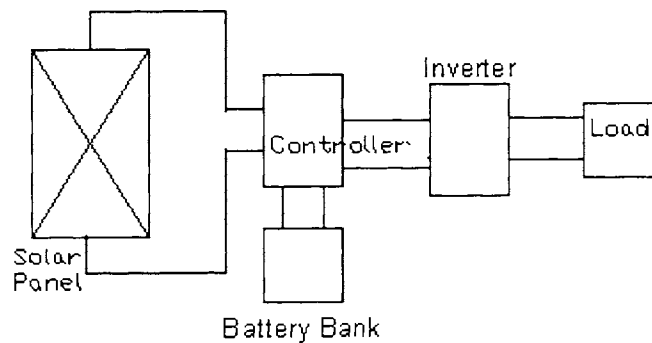 Inverter
Load
Controller
Solar
Panel
Battery Bank